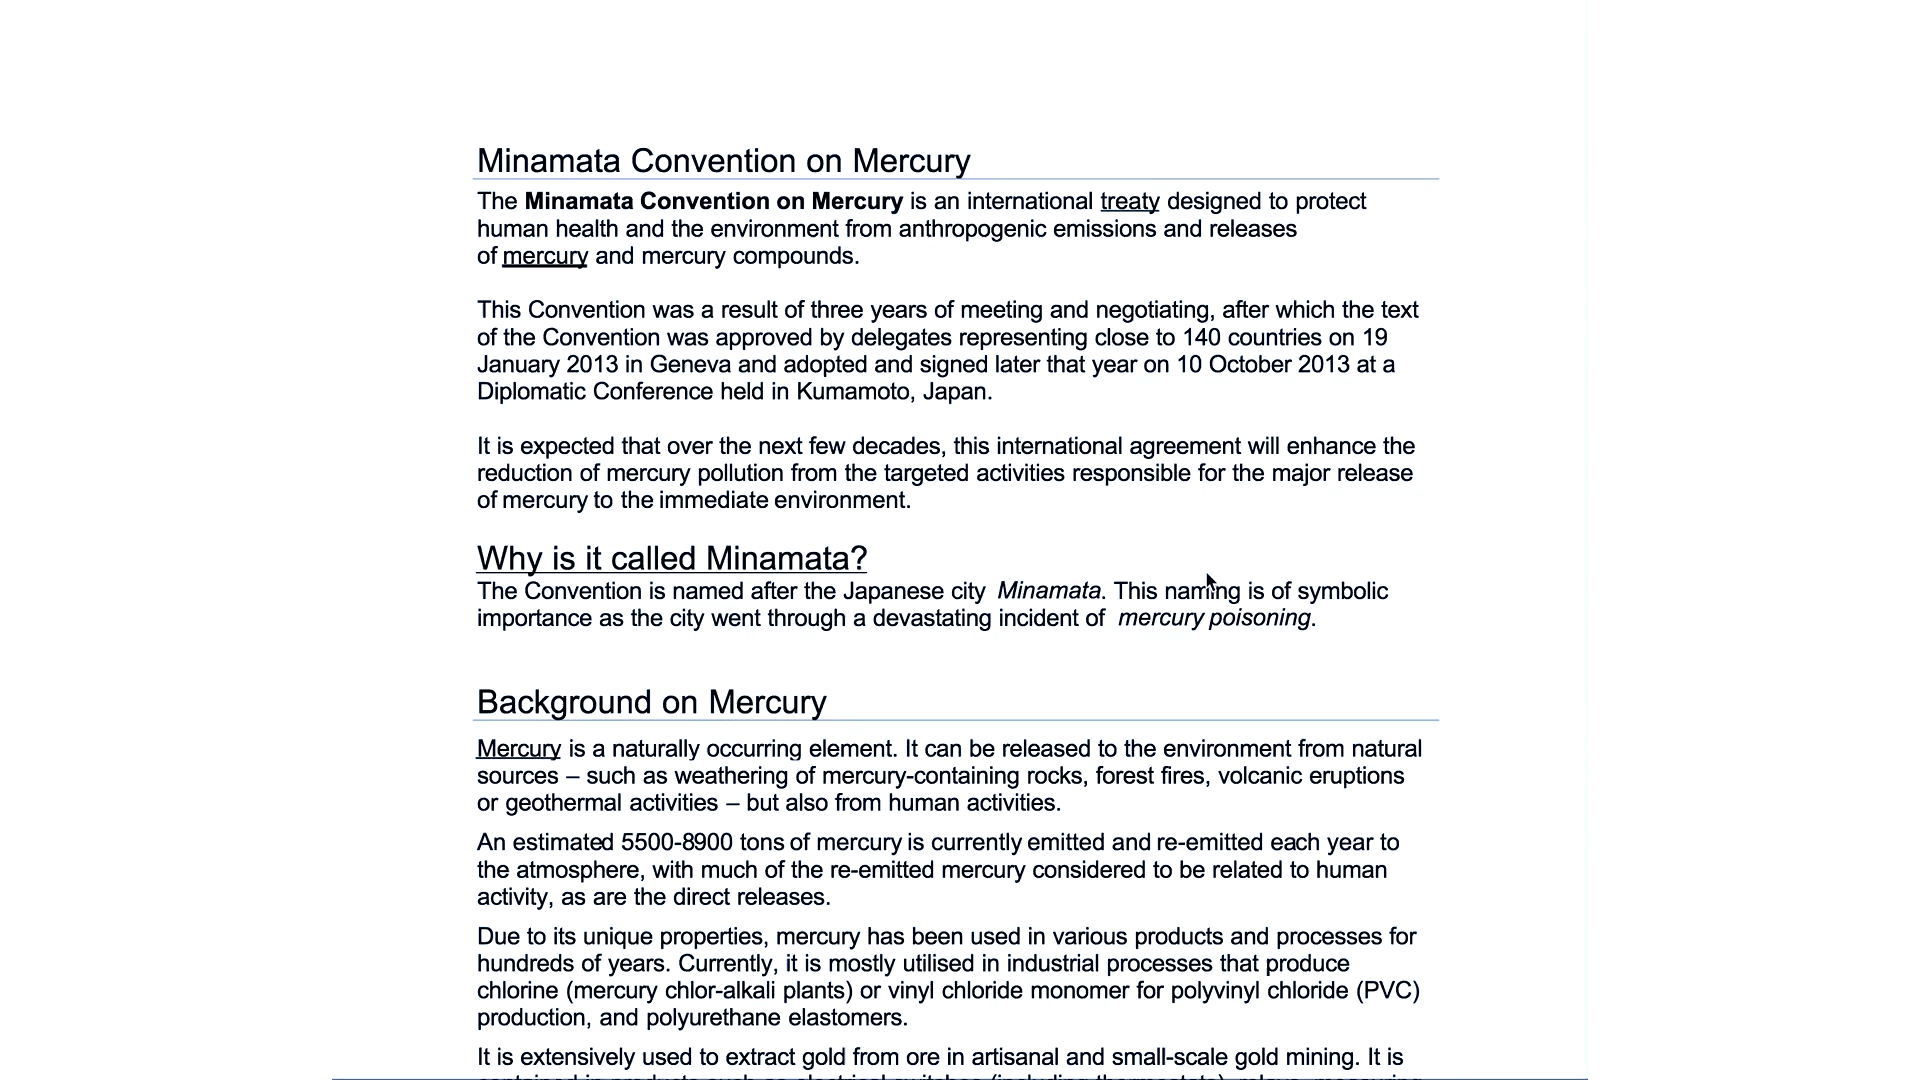 Minamata Convention on Mercury
The Minamata Convention on Mercury is an international treaty designed to protect
human health and the environment from anthropogenic emissions and releases
of mercury and mercury compounds.
This Convention was a result of three years of meeting and negotiating, after which the text
of the Convention was approved by delegates representing close to 140 countries on 19
January 2013 in Geneva and adopted and signed later that year on 10 October 2013 at a
Diplomatic Conference held in Kumamoto, Japan.
It is expected that over the next few decades, this international agreement will enhance the
reduction of mercury pollution from the targeted activities responsible for the major release
of mercury to the immediate environment.
Why is it called Minamata?
The Convention is named after the Japanese city Minamata. This naming is of symbolic
importance as the city went through a devastating incident of mercury poisoning.
Background on Mercury
Mercury is a naturally occurring element. It can be released to the environment from natural
sources – such as weathering of mercury-containing rocks, forest fires, volcanic eruptions
or geothermal activities – but also from human activities.
An estimated 5500-8900 tons of mercury is currently emitted and re-emitted each year to
the atmosphere, with much of the re-emitted mercury considered to be related to human
activity, as are the direct releases.
Due to its unique properties, mercury has been used in various products and processes for
hundreds of years. Currently, it is mostly utilised in industrial processes that produce
chlorine (mercury chlor-alkali plants) or vinyl chloride monomer for polyvinyl chloride (PVC)
production, and polyurethane elastomers.
It is extensively used to extract gold from ore in artisanal and small-scale gold mining. It is